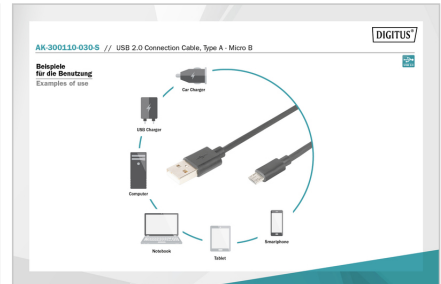 DIGITUS®
AK-300110-030-S // USB 2.0 Connection Cable, Type A - Micro B
Beispiele
für die Benutzung
Examples of use
Car Charger
USB Charger
Computer
Notebook
Tablet
Smartphone